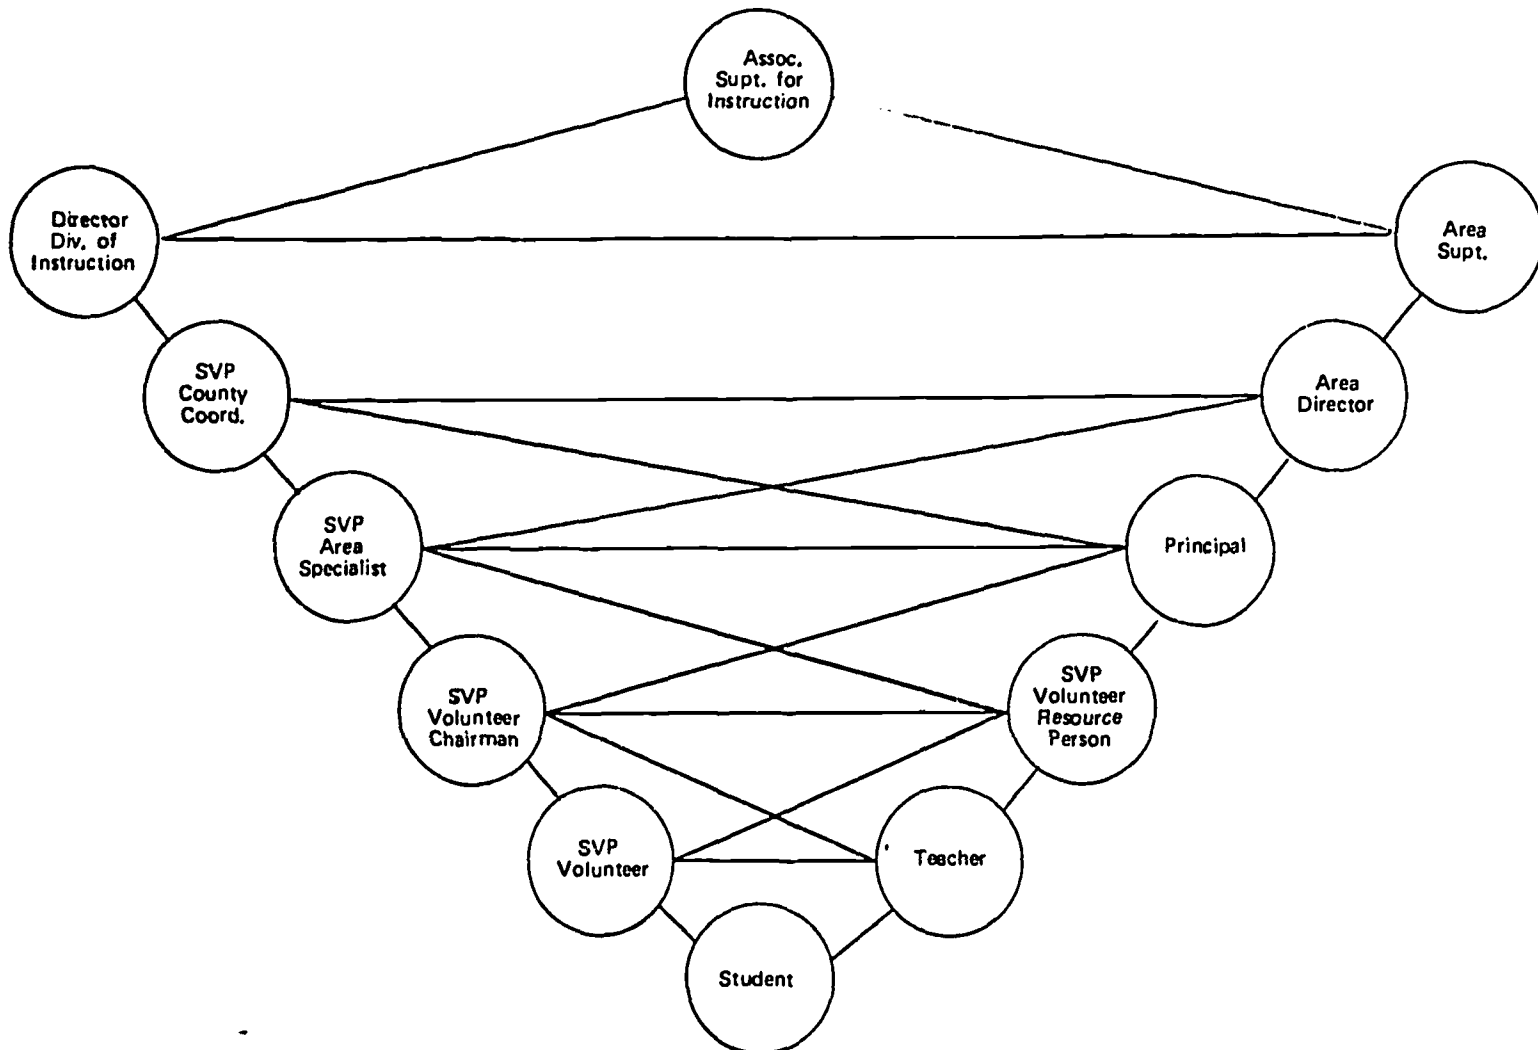 Assoc.
Supt. for
Instruction
Director
Div. of
Instruction
Area
Supt.
SVP
County
Coord.
Area
Director
SVP
Area
Specialist
Principal
SVP
Volunteer
Chairman
SVP
Volunteer
Resource
Person
SVP
Volunteer
Teacher
Student